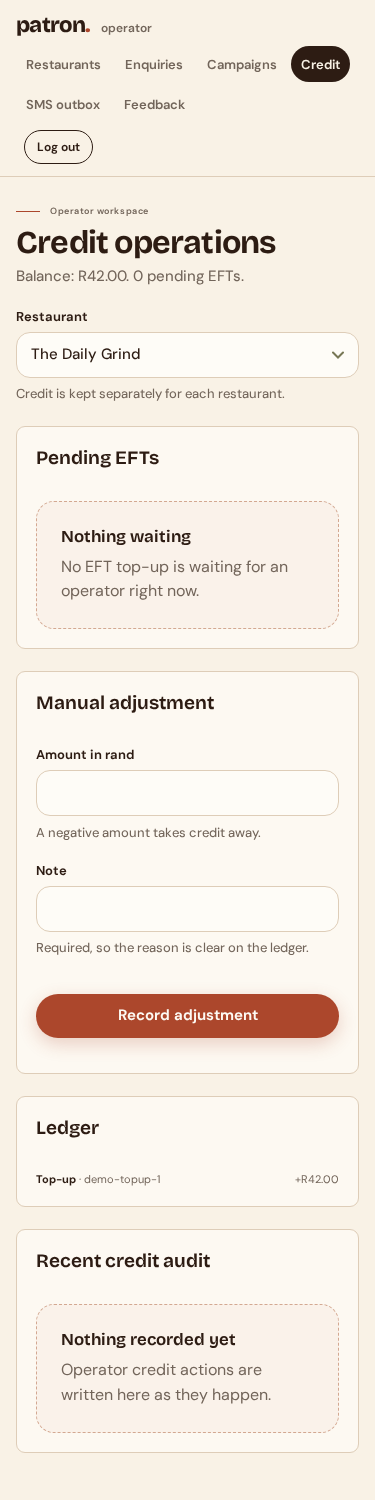 patron. operator
Restaurants Enquiries Campaigns Credit
SMS outbox Feedback
Log out
Operator workspace
Credit operations
Balance: R42.00. 0 pending EFTs.
Restaurant
The Daily Grind
Credit is kept separately for each restaurant.
Pending EFTs
Nothing waiting
No EFT top-up is waiting for an
operator right now.
Manual adjustment
Amount in rand
A negative amount takes credit away.
Note
Required, so the reason is clear on the ledger.
Record adjustment
Ledger
Top-up · demo-topup-1 +R42.00
Recent credit audit
Nothing recorded yet
Operator credit actions are
written here as they happen.